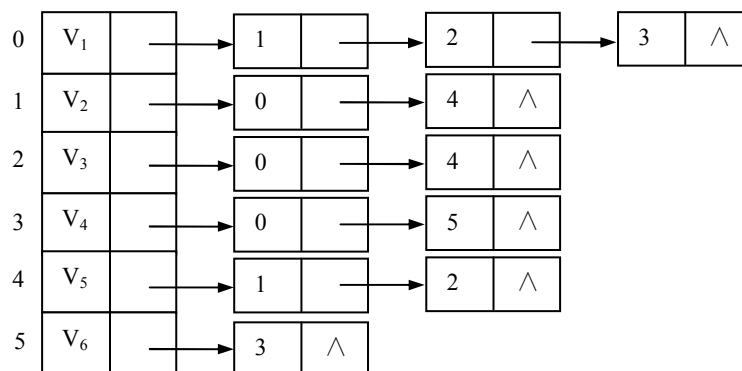 0 V₁ 1 2 3 ∧
1 V₂ 0 4 ∧
2 V₃ 0 4 ∧
3 V₄ 0 5 ∧
4 V₅ 1 2 ∧
5 V₆ 3 ∧